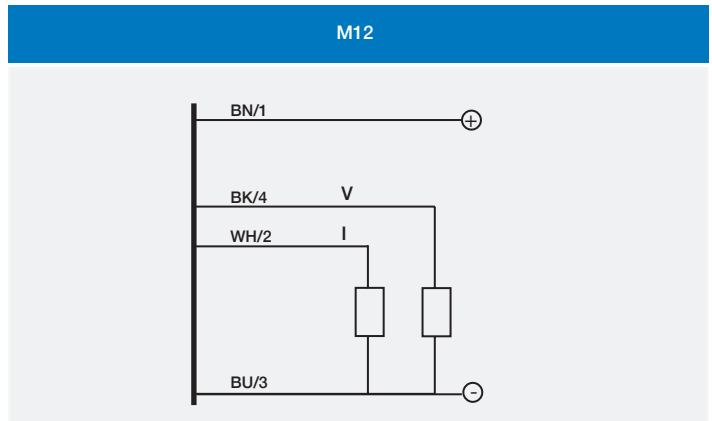 M12
BN/1
+
BK/4 V
WH/2 I
BU/3
-